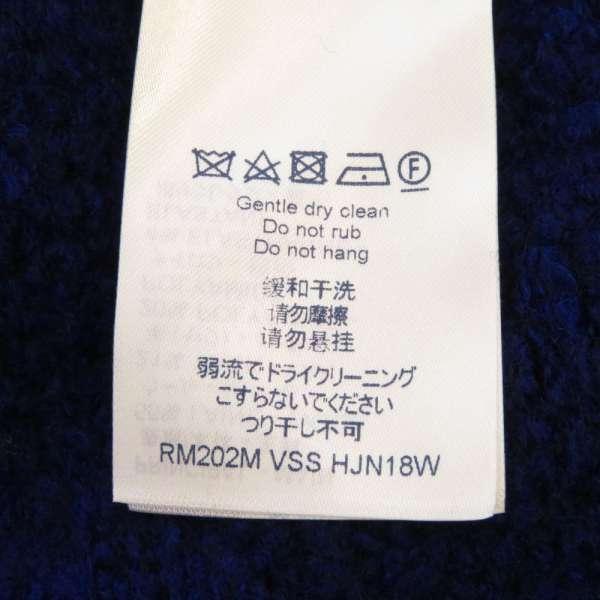 F
Gentle dry clean
Do not rub
Do not hang
缓和干洗
请勿摩擦
请勿悬挂
弱流でドライクリーニング
こすらないでください
つり干し不可
RM202M VSS HJN18W